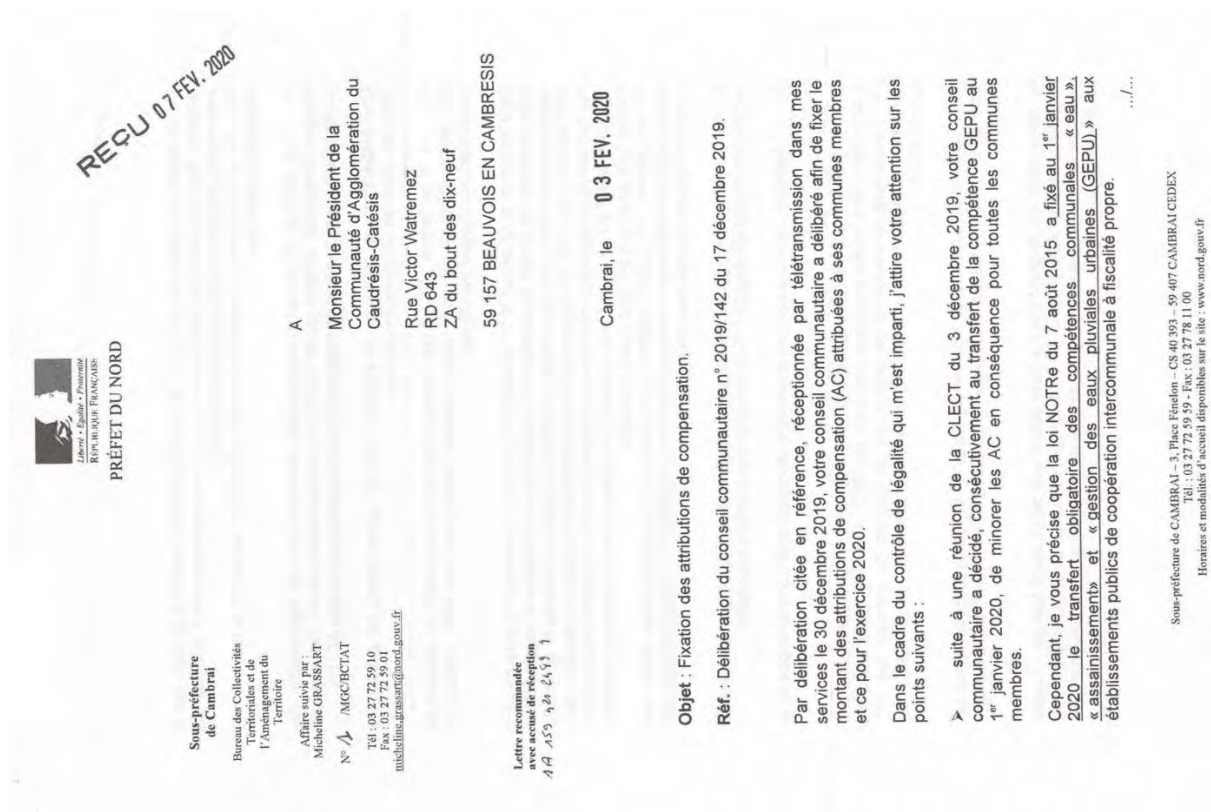 REÇU 07 FEV. 2020
Liberté • Egalité • Fraternité
RÉPUBLIQUE FRANÇAISE
PRÉFET DU NORD
Sous-préfecture
de Cambrai
Bureau des Collectivités
Territoriales et de
l'Aménagement du
Territoire
Affaire suivie par :
Micheline GRASSART
N° 1 /MGC/BCTAT
Tél : 03 27 72 59 10
Fax : 03 27 72 59 01
micheline.grassart@nord.gouv.fr
A
Monsieur le Président de la
Communauté d'Agglomération du
Caudrésis-Catésis
Rue Victor Watremez
RD 643
ZA du bout des dix-neuf
59 157 BEAUVOIS EN CAMBRESIS
Lettre recommandée
avec accusé de réception
1A 159
Cambrai, le 03 FEV. 2020
Objet : Fixation des attributions de compensation.
Réf. : Délibération du conseil communautaire n° 2019/142 du 17 décembre 2019.
Par délibération citée en référence, réceptionnée par télétransmission dans mes
services le 30 décembre 2019, votre conseil communautaire a délibéré afin de fixer le
montant des attributions de compensation (AC) attribuées à ses communes membres
et ce pour l'exercice 2020.
Dans le cadre du contrôle de légalité qui m'est imparti, j'attire votre attention sur les
points suivants :
➢ suite à une réunion de la CLECT du 3 décembre 2019, votre conseil
communautaire a décidé, consécutivement au transfert de la compétence GEPU au
1er janvier 2020, de minorer les AC en conséquence pour toutes les communes
membres.
Cependant, je vous précise que la loi NOTRe du 7 août 2015 a fixé au 1er janvier
2020 le transfert obligatoire des compétences communales « eau »,
« assainissement» et « gestion des eaux pluviales urbaines (GEPU) » aux
établissements publics de coopération intercommunale à fiscalité propre.
.../...
Sous-préfecture de CAMBRAI – 3, Place Fénelon – CS 40 393 – 59 407 CAMBRAI CEDEX
Tél. : 03 27 72 59 59 - Fax : 03 27 78 11 00
Horaires et modalités d'accueil disponibles sur le site : www.nord.gouv.fr